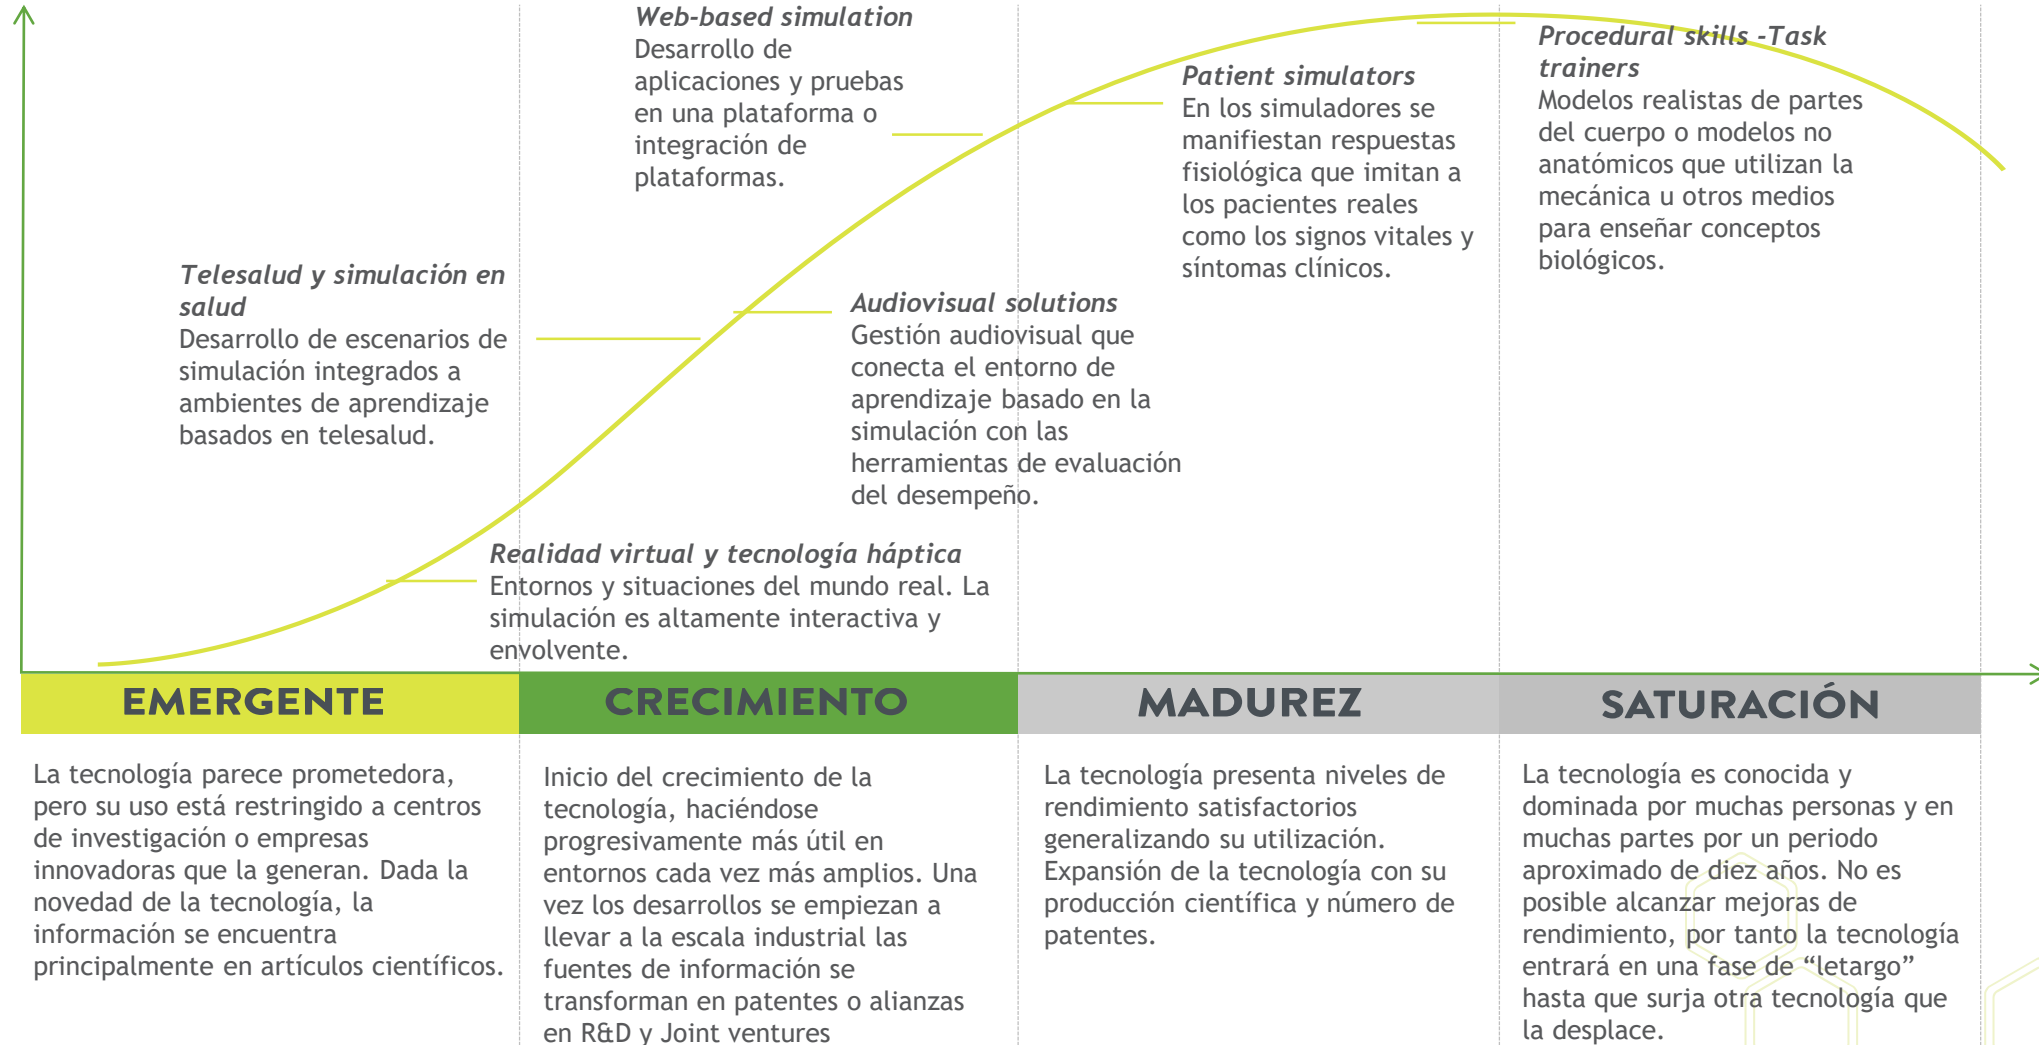 Web-based simulation
Desarrollo de
aplicaciones y pruebas
en una plataforma o
integración de
plataformas.
Procedural skills -Task
trainers
Modelos realistas de partes
del cuerpo o modelos no
anatómicos que utilizan la
mecánica u otros medios
para enseñar conceptos
biológicos.
Patient simulators
En los simuladores se
manifiestan respuestas
fisiológica que imitan a
los pacientes reales
como los signos vitales y
síntomas clínicos.
Telesalud y simulación en
salud
Desarrollo de escenarios de
simulación integrados a
ambientes de aprendizaje
basados en telesalud.
Audiovisual solutions
Gestión audiovisual que
conecta el entorno de
aprendizaje basado en la
simulación con las
herramientas de evaluación
del desempeño.
Realidad virtual y tecnología háptica
Entornos y situaciones del mundo real. La
simulación es altamente interactiva y
envolvente.
EMERGENTE
CRECIMIENTO
MADUREZ
SATURACIÓN
La tecnología parece prometedora,
pero su uso está restringido a centros
de investigación o empresas
innovadoras que la generan. Dada la
novedad de la tecnología, la
información se encuentra
principalmente en artículos científicos.
Inicio del crecimiento de la
tecnología, haciéndose
progresivamente más útil en
entornos cada vez más amplios. Una
vez los desarrollos se empiezan a
llevar a la escala industrial las
fuentes de información se
transforman en patentes o alianzas
en R&D y Joint ventures
La tecnología presenta niveles de
rendimiento satisfactorios
generalizando su utilización.
Expansión de la tecnología con su
producción científica y número de
patentes.
La tecnología es conocida y
dominada por muchas personas y en
muchas partes por un periodo
aproximado de diez años. No es
posible alcanzar mejoras de
rendimiento, por tanto la tecnología
entrará en una fase de “letargo”
hasta que surja otra tecnología que
la desplace.